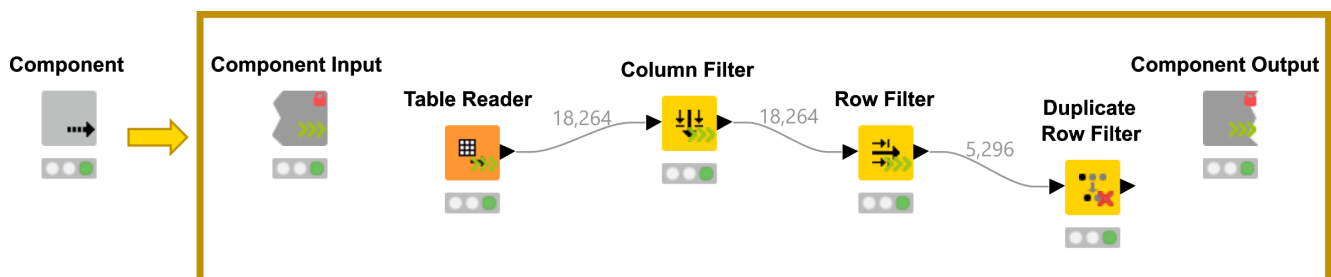 Component
Component Input
Table Reader
18,264
Column Filter
18,264
Row Filter
5,296
Duplicate
Row Filter
Component Output